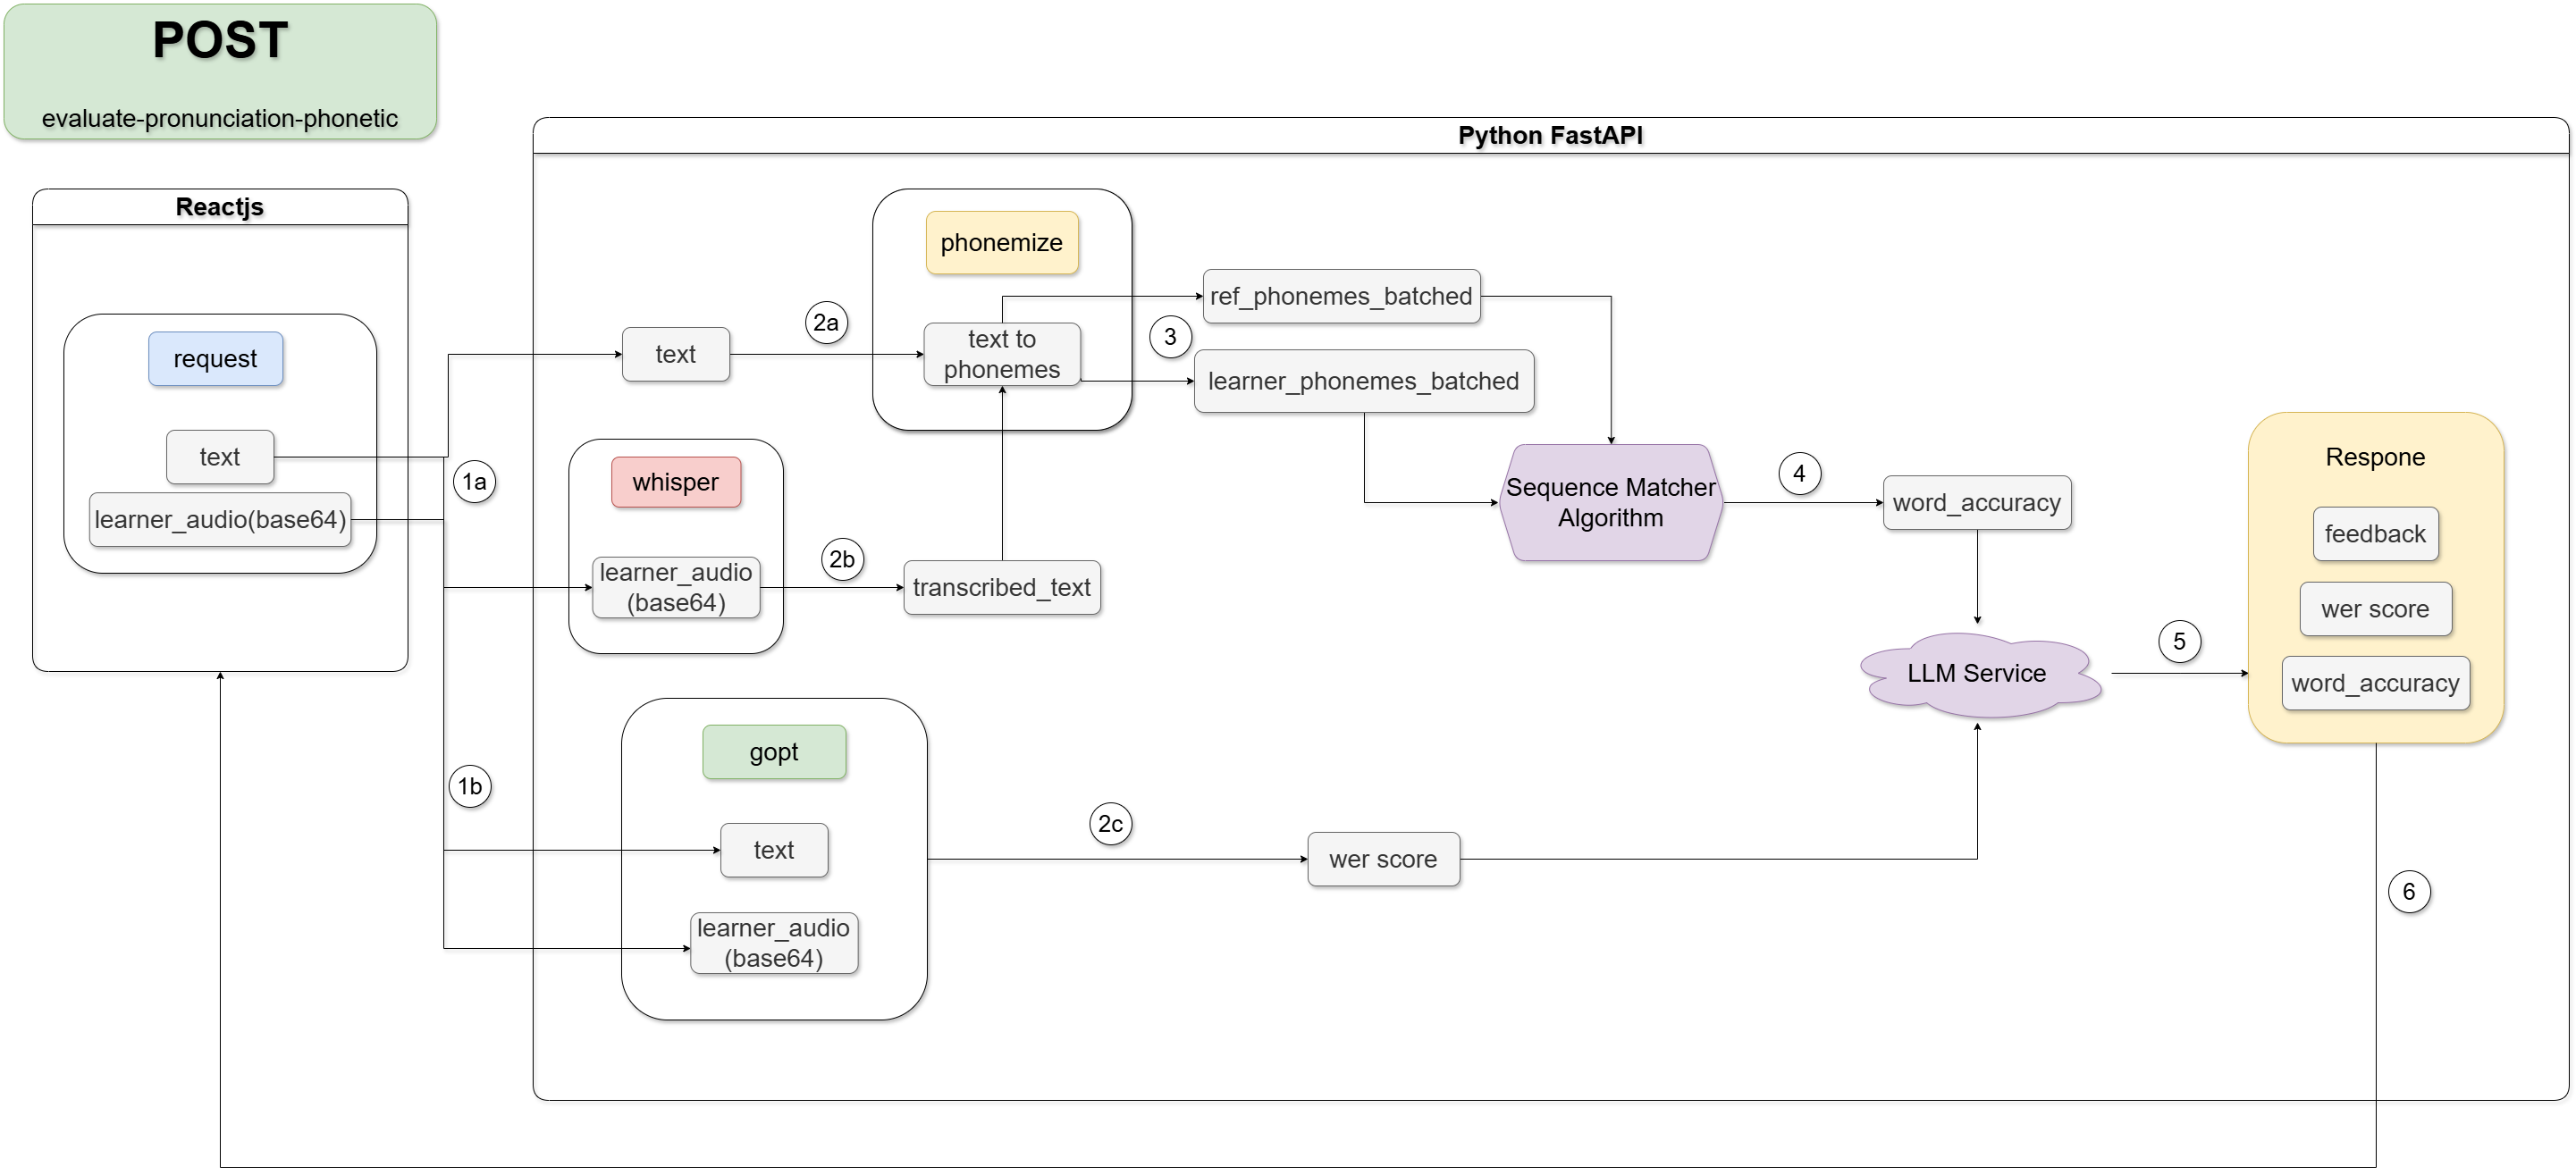 POST
evaluate-pronunciation-phonetic
Python FastAPI
Reactjs
request
text
learner_audio(base64)
1a
1b
text
2a
phonemize
text to
phonemes
3
ref_phonemes_batched
learner_phonemes_batched
whisper
learner_audio
(base64)
2b
transcribed_text
Sequence Matcher
Algorithm
4
word_accuracy
LLM Service
5
gopt
text
learner_audio
(base64)
2c
wer score
Respone
feedback
wer score
word_accuracy
6